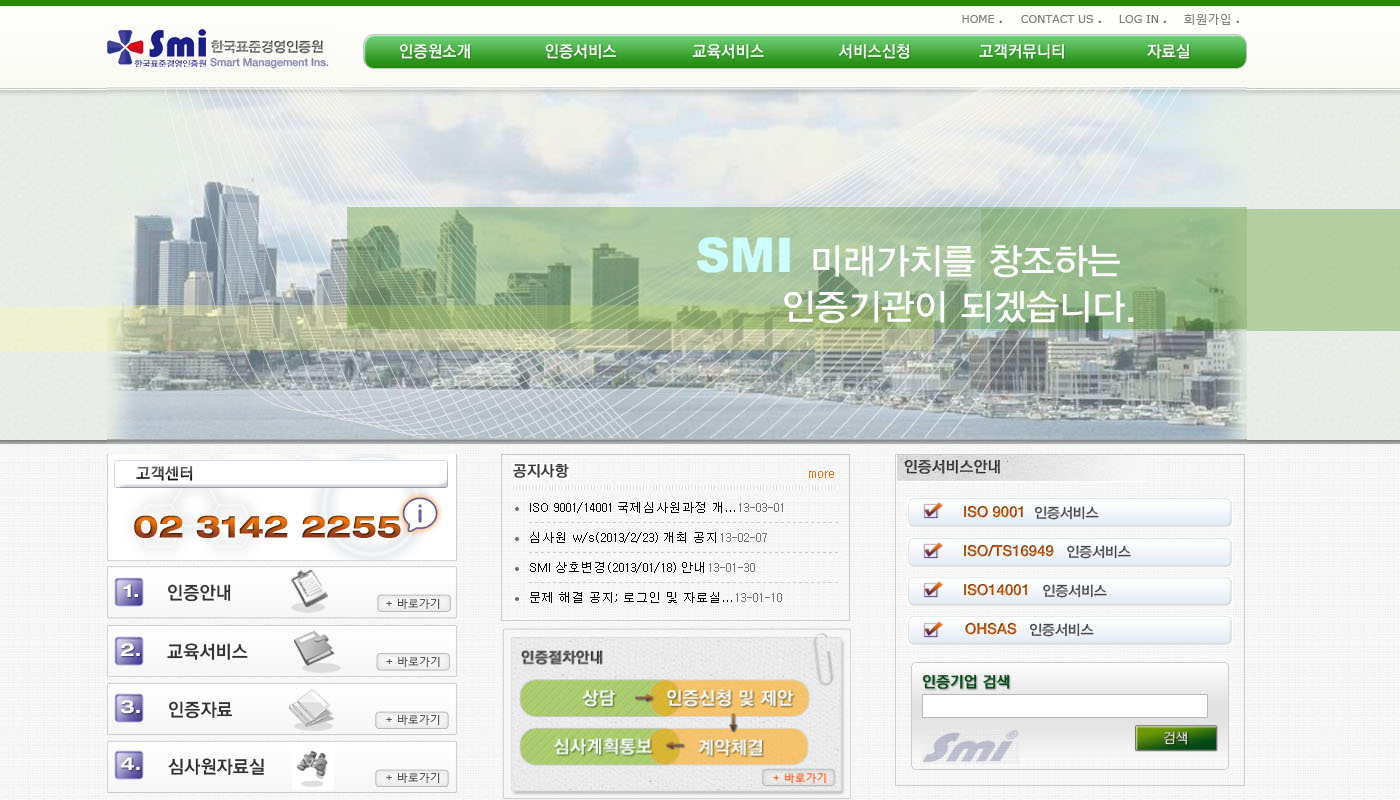 HOME . CONTACT US . LOG IN . 회원가입 .
Smi 한국표준경영인증원
한국표준경영인증원 Smart Management Ins.
인증원소개 인증서비스 교육서비스 서비스신청 고객커뮤니티 자료실
SMI 미래가치를 창조하는
인증기관이 되겠습니다.
고객센터
02 3142 2255 i
1. 인증안내 + 바로가기
2. 교육서비스 + 바로가기
3. 인증자료 + 바로가기
4. 심사원자료실 + 바로가기
공지사항 more
ISO 9001/14001 국제심사원과정 개... 13-03-01
심사원 w/s(2013/2/23) 개최 공지 13-02-07
SMI 상호변경(2013/01/18) 안내 13-01-30
문제 해결 공지; 로그인 및 자료실... 13-01-10
인증절차안내
상담 인증신청 및 제안
심사계획통보 계약체결
+ 바로가기
인증서비스안내
ISO 9001 인증서비스
ISO/TS16949 인증서비스
ISO14001 인증서비스
OHSAS 인증서비스
인증기업 검색
Smi 검색